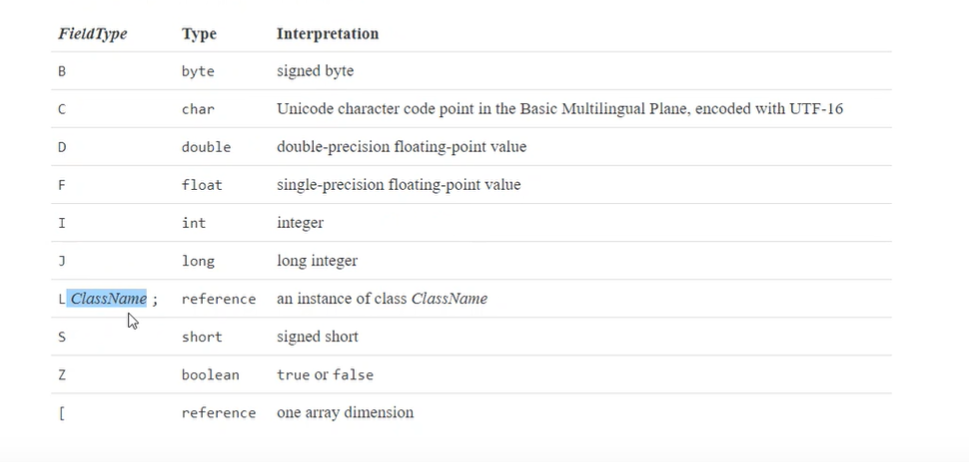 FieldType Type Interpretation
B byte signed byte
C char Unicode character code point in the Basic Multilingual Plane, encoded with UTF-16
D double double-precision floating-point value
F float single-precision floating-point value
I int integer
J long long integer
L ClassName ; reference an instance of class ClassName
S short signed short
Z boolean true or false
[ reference one array dimension